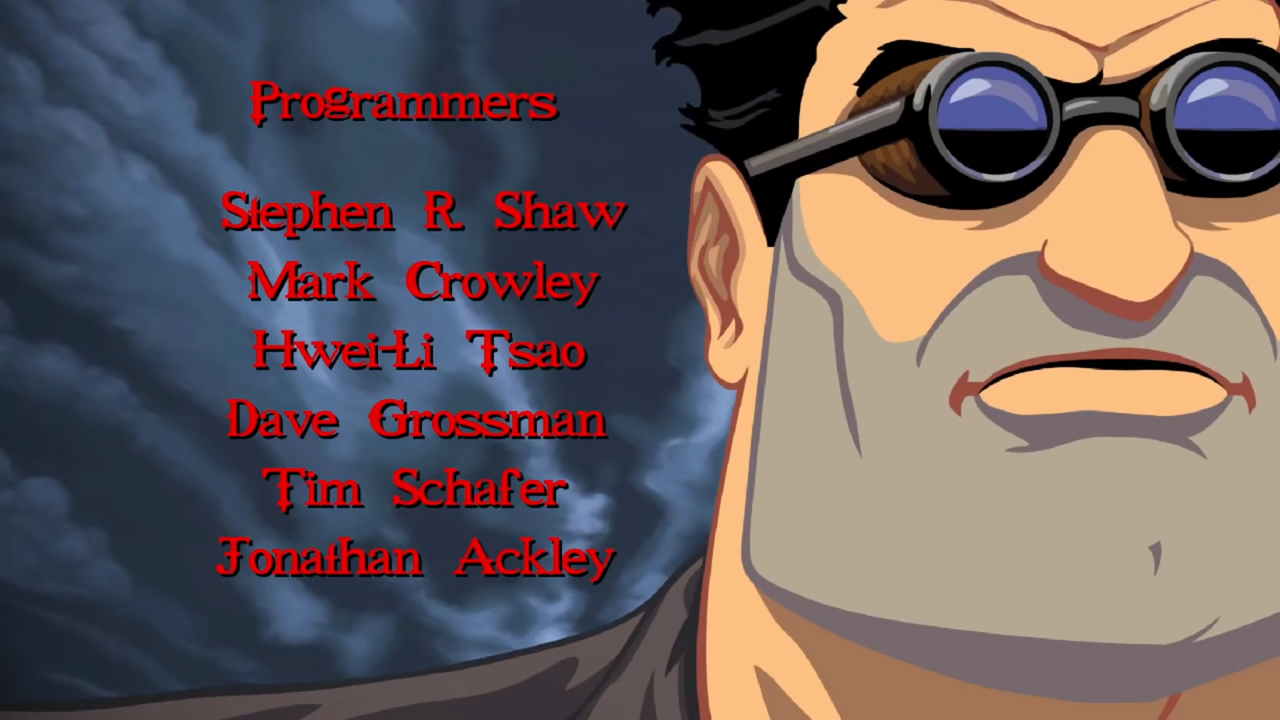 Programmers
Stephen R. Shaw
Mark Crowley
Hwei-Li Tsao
Dave Grossman
Tim Schafer
Jonathan Ackley